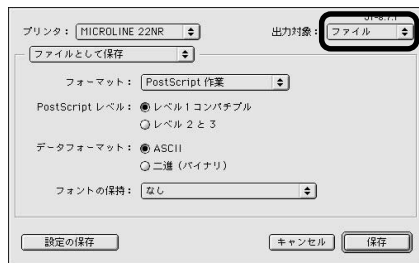 J1-8.7.1
プリンタ： MICROLINE 22NR 出力対象： ファイル
ファイルとして保存
フォーマット： PostScript 作業
PostScript レベル： レベル 1 コンパチブル
レベル 2 と 3
データフォーマット： ASCII
二進（バイナリ）
フォントの保持： なし
設定の保存 キャンセル 保存